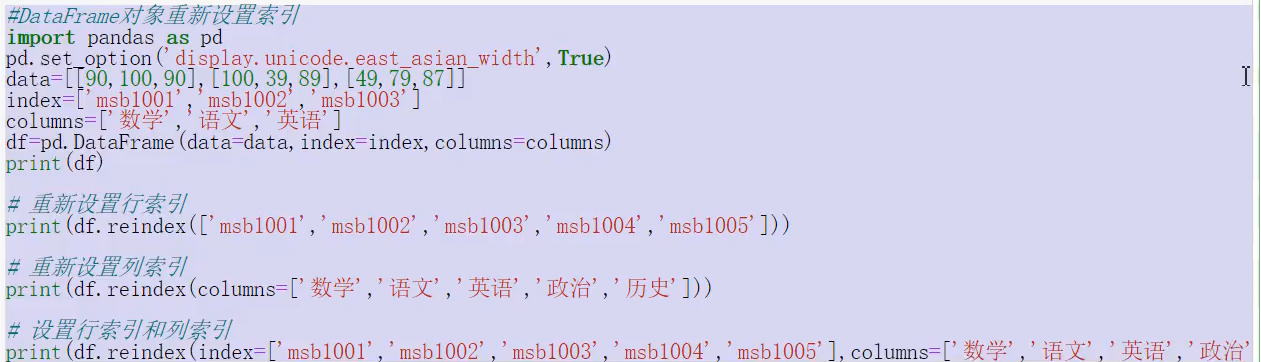 #DataFrame对象重新设置索引
import pandas as pd
pd.set_option('display.unicode.east_asian_width',True)
data=[[90,100,90],[100,39,89],[49,79,87]]
index=['msb1001','msb1002','msb1003']
columns=['数学','语文','英语']
df=pd.DataFrame(data=data,index=index,columns=columns)
print(df)
# 重新设置行索引
print(df.reindex(['msb1001','msb1002','msb1003','msb1004','msb1005']))
# 重新设置列索引
print(df.reindex(columns=['数学','语文','英语','政治','历史']))
# 设置行索引和列索引
print(df.reindex(index=['msb1001','msb1002','msb1003','msb1004','msb1005'],columns=['数学','语文','英语','政治'